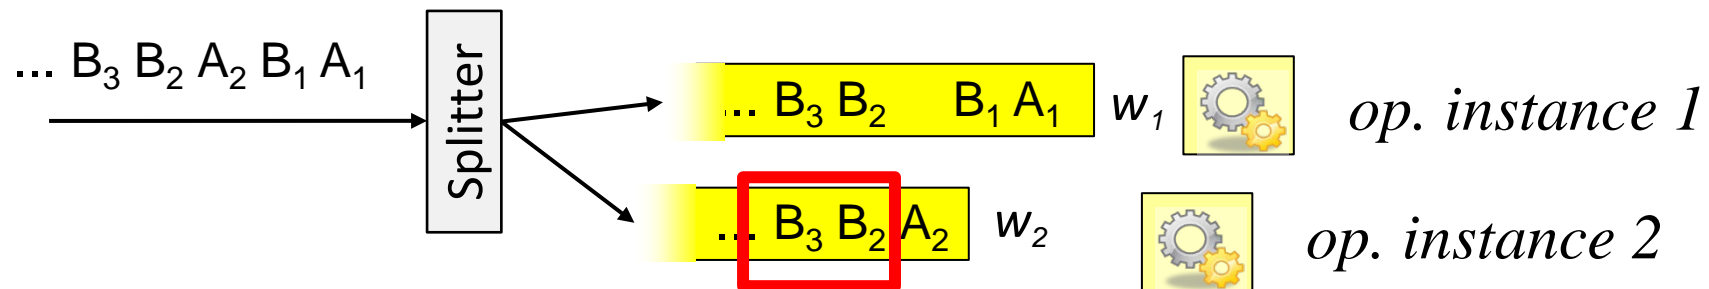 ... B₃ B₂ A₂ B₁ A₁
Splitter
... B₃ B₂ B₁ A₁
w₁
op. instance 1
... B₃ B₂ A₂
w₂
op. instance 2